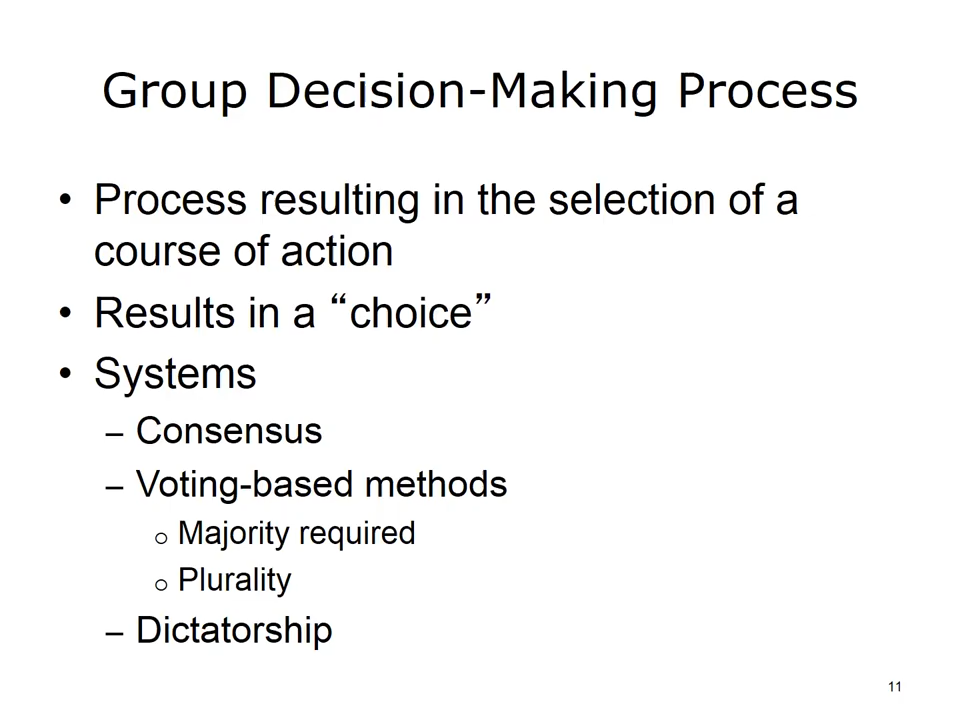 Group Decision-Making Process
• Process resulting in the selection of a
course of action
• Results in a “choice”
• Systems
– Consensus
– Voting-based methods
o Majority required
o Plurality
– Dictatorship
11